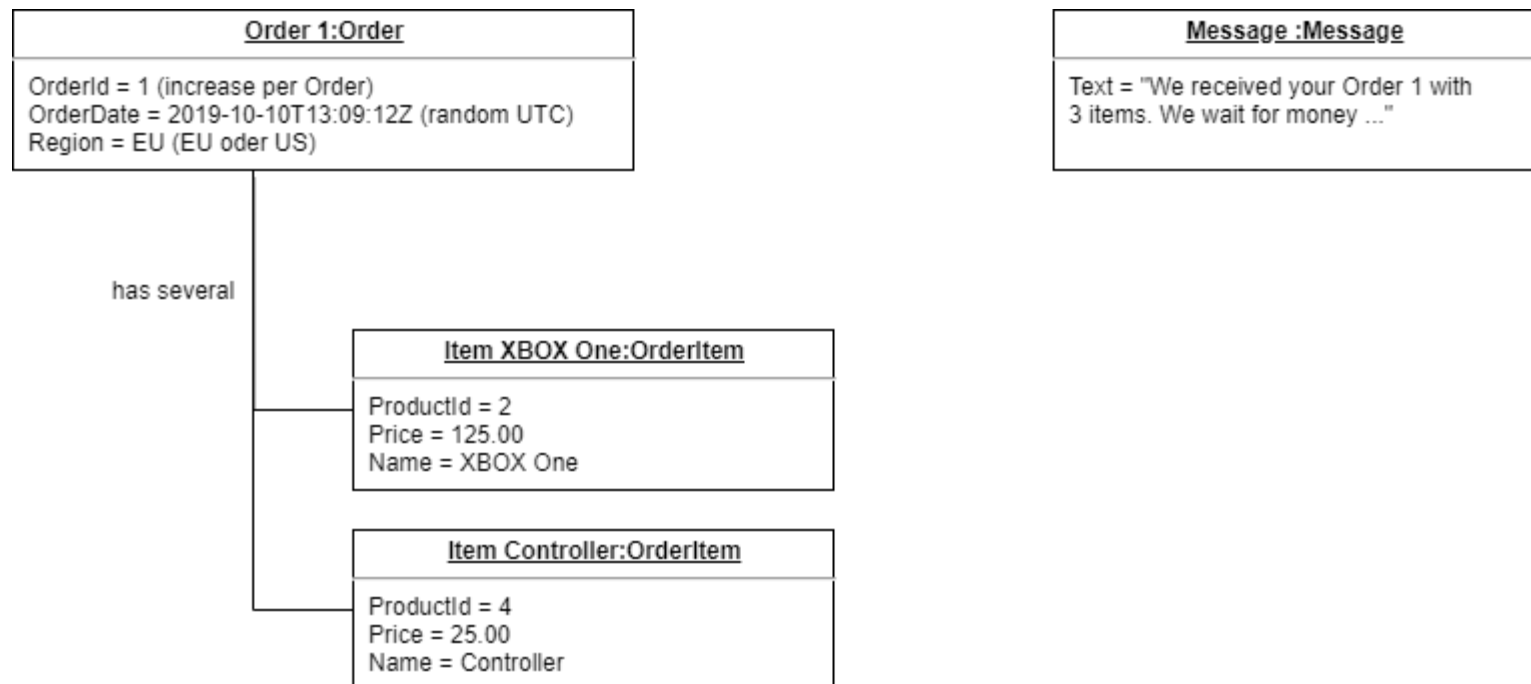 Order 1:Order
OrderId = 1 (increase per Order)
OrderDate = 2019-10-10T13:09:12Z (random UTC)
Region = EU (EU oder US)
Message :Message
Text = "We received your Order 1 with
3 items. We wait for money ..."
has several
Item XBOX One:OrderItem
ProductId = 2
Price = 125.00
Name = XBOX One
Item Controller:OrderItem
ProductId = 4
Price = 25.00
Name = Controller